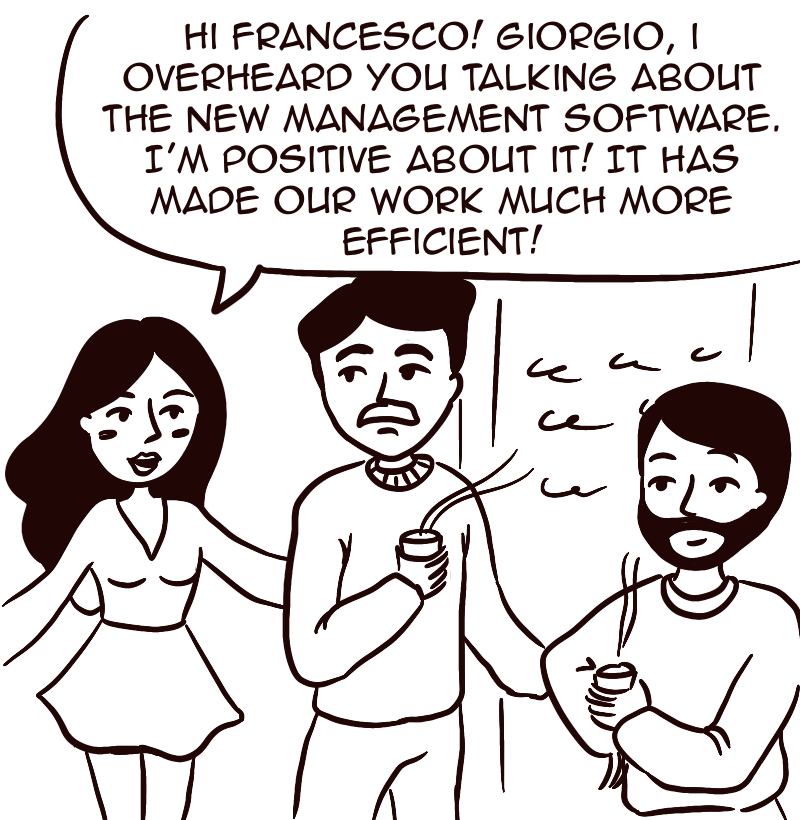 HI FRANCESCO! GIORGIO, I
OVERHEARD YOU TALKING ABOUT
THE NEW MANAGEMENT SOFTWARE.
I'M POSITIVE ABOUT IT! IT HAS
MADE OUR WORK MUCH MORE
EFFICIENT!